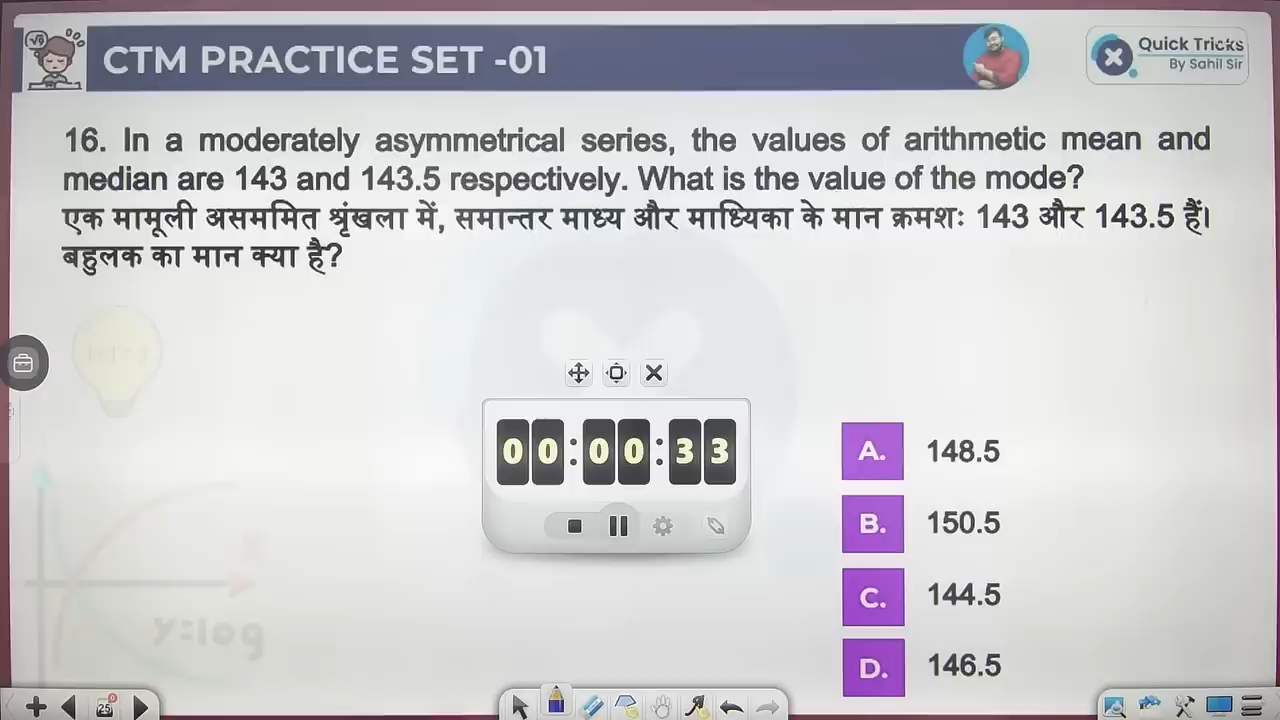 CTM PRACTICE SET -01
Quick Tricks
By Sahil Sir
16. In a moderately asymmetrical series, the values of arithmetic mean and
median are 143 and 143.5 respectively. What is the value of the mode?
एक मामूली असममित श्रृंखला में, समान्तर माध्य और माध्यिका के मान क्रमशः 143 और 143.5 हैं।
बहुलक का मान क्या है?
00:00:33
A. 148.5
B. 150.5
C. 144.5
D. 146.5
y=log
25